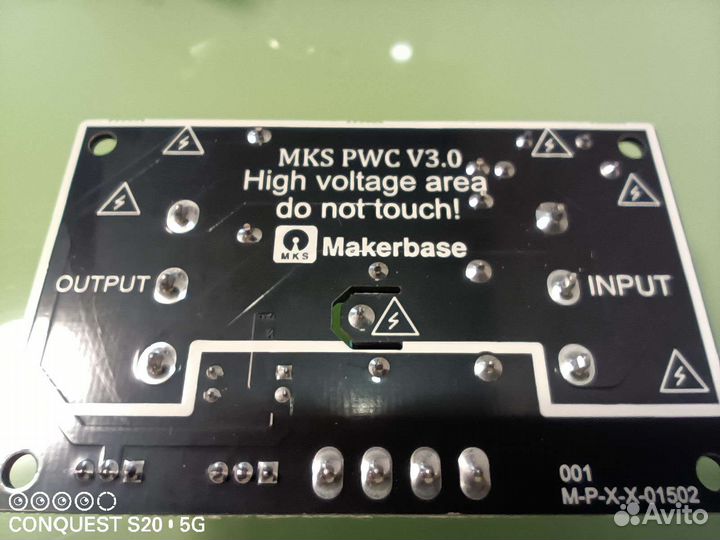 MKS PWC V3.0
High voltage area
do not touch!
MKS Makerbase
OUTPUT
INPUT
001
M-P-X-X-01502
CONQUEST S20 • 5G
Avito